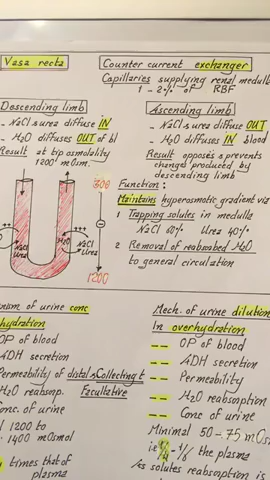 Vasa recta
Counter current exchanger
Capillaries supplying renal medulla
1 - 2% of RBF
Descending limb
- NaCl & urea diffuse IN
- H2O diffuses OUT of bl
Result at tip osmolality
1200 mOsm.
Ascending limb
- NaCl & urea diffuse OUT
- H2O diffuses IN blood
Result opposes & prevents
changes produced by
descending limb
300
1200
+++
+++
NaCl
Urea
H2O
NaCl
Urea
Function:
Maintains hyperosmotic gradient via
1 Trapping solutes in medulla
NaCl 60% Urea 40%
2 Removal of reabsorbed H2O
to general circulation
nism of urine conc
hydration
OP of blood
ADH secretion
Permeability of distal & Collecting t
H2O reabsorp. Facultative
Conc. of urine
1200 to
1400 mOsmol
times that of
plasma
Mech. of urine dilution
In overhydration
-- OP of blood
-- ADH secretion
-- Permeability
-- H2O reabsorption
-- Conc of urine
Minimal 50-75 mOs
1/6 the plasma
solutes reabsorption is